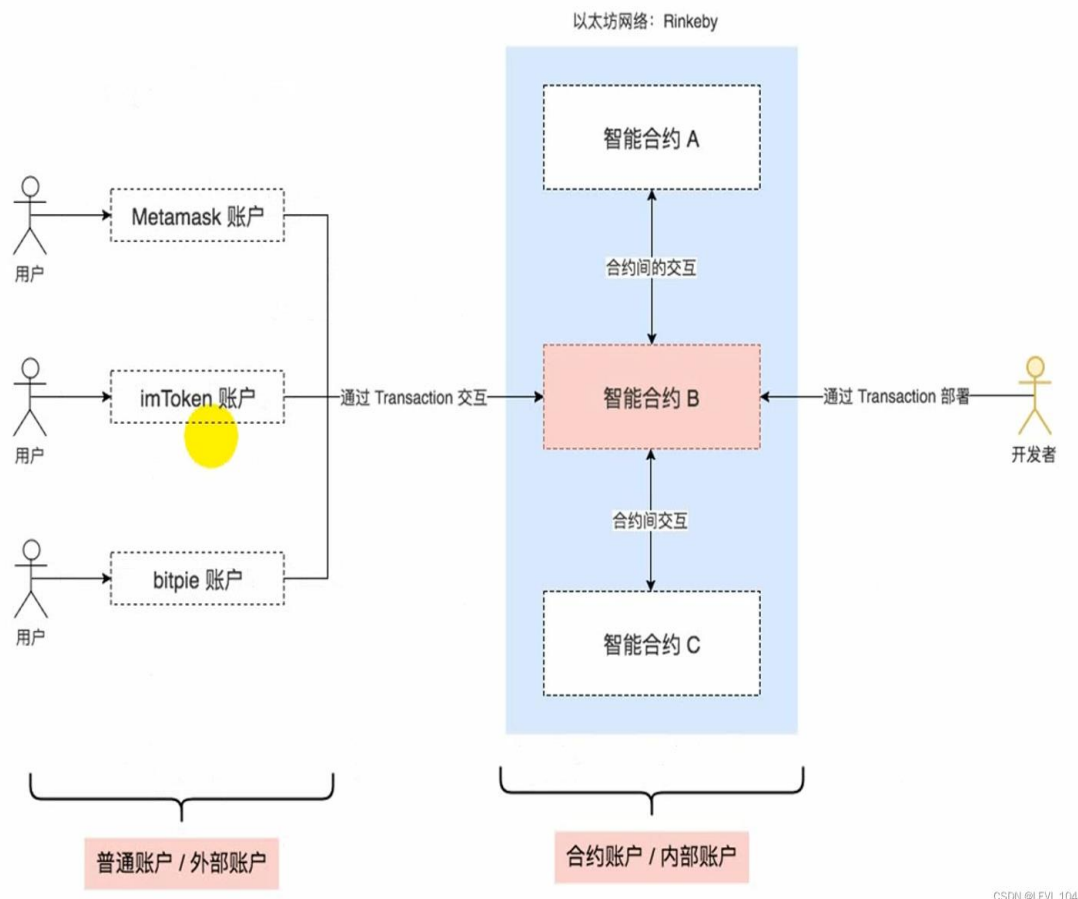 以太坊网络：Rinkeby
智能合约 A
Metamask 账户
用户
合约间的交互
imToken 账户
通过 Transaction 交互
智能合约 B
通过 Transaction 部署
用户
开发者
合约间交互
bitpie 账户
用户
智能合约 C
普通账户 / 外部账户
合约账户 / 内部账户
CSDN @LEVI_104